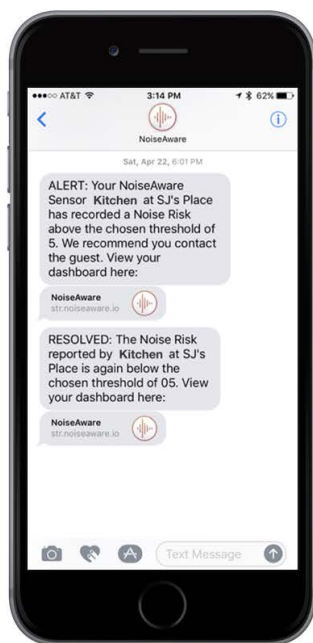 AT&T 3:14 PM 62%
NoiseAware
Sat, Apr 22, 6:01 PM
ALERT: Your NoiseAware
Sensor Kitchen at SJ's Place
has recorded a Noise Risk
above the chosen threshold of
5. We recommend you contact
the guest. View your
dashboard here:
NoiseAware
str.noiseaware.io
RESOLVED: The Noise Risk
reported by Kitchen at SJ's
Place is again below the
chosen threshold of 05. View
your dashboard here:
NoiseAware
str.noiseaware.io
Text Message